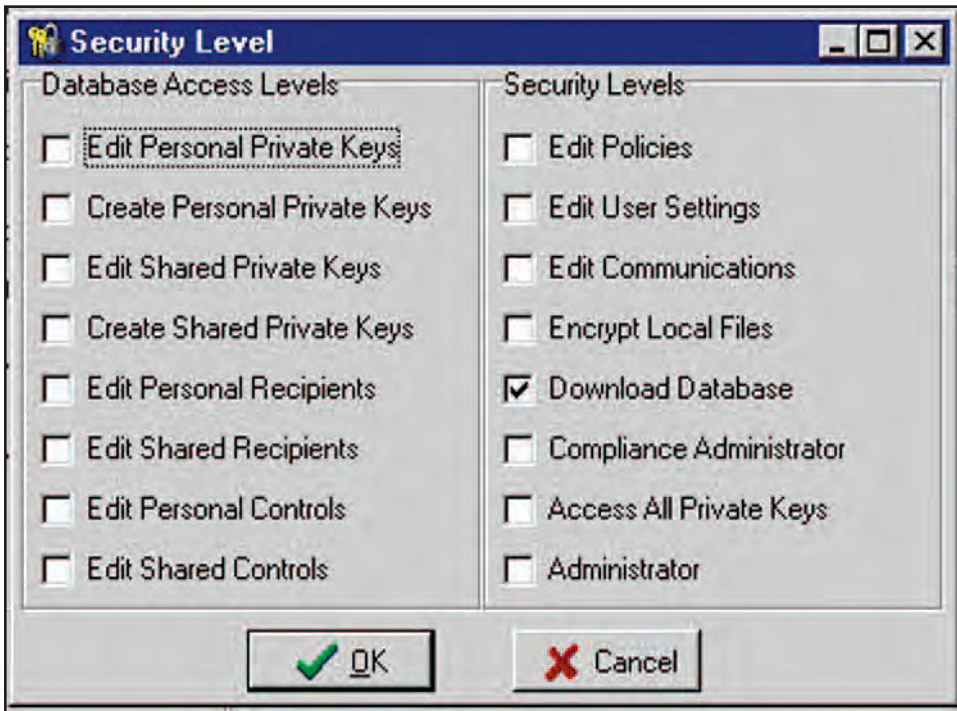 Security Level
Database Access Levels
Edit Personal Private Keys
Create Personal Private Keys
Edit Shared Private Keys
Create Shared Private Keys
Edit Personal Recipients
Edit Shared Recipients
Edit Personal Controls
Edit Shared Controls
Security Levels
Edit Policies
Edit User Settings
Edit Communications
Encrypt Local Files
Download Database
Compliance Administrator
Access All Private Keys
Administrator
OK
Cancel